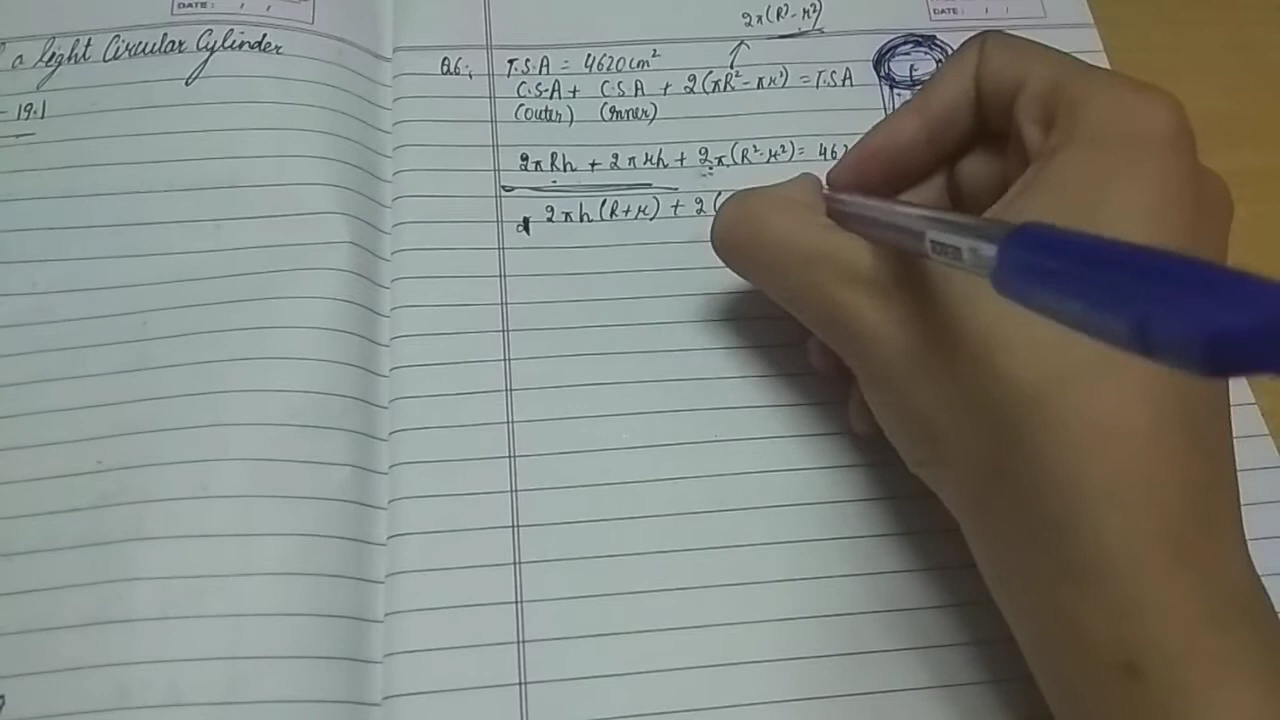 DATE: / /
DATE: / /
a Right Circular Cylinder
- 19.1
2π(R²-r²)
Q6:, T.S.A = 4620cm²
C.S.A + C.S.A + 2(πR²-πr²) = T.S.A
(outer) (Inner)
2πRh + 2πrh + 2π(R²-r²)= 462
2πh(R+r) + 2(